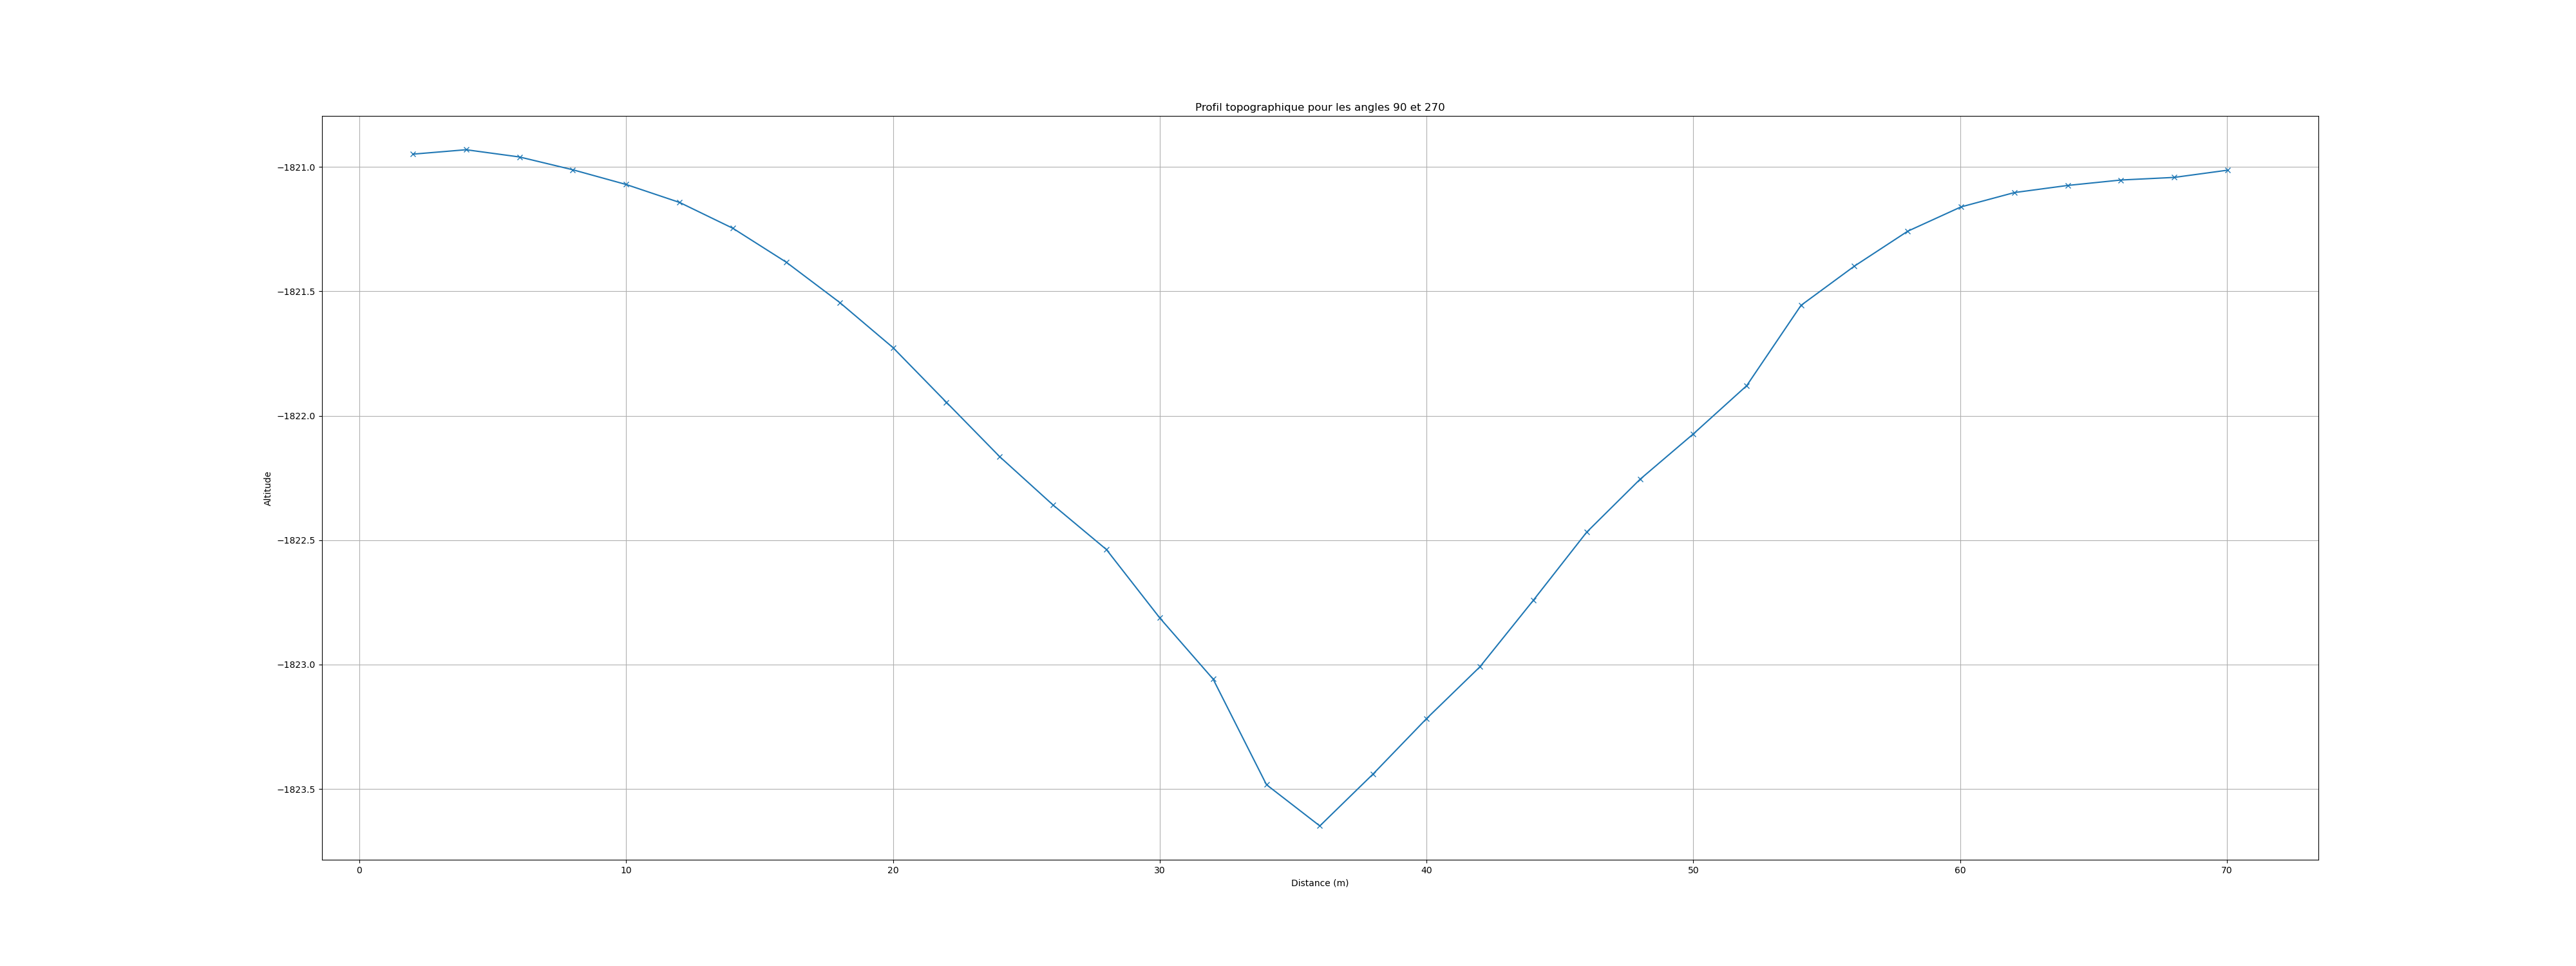 Profil topographique pour les angles 90 et 270
Altitude
−1821.0
−1821.5
−1822.0
−1822.5
−1823.0
−1823.5
0 10 20 30 40 50 60 70
Distance (m)